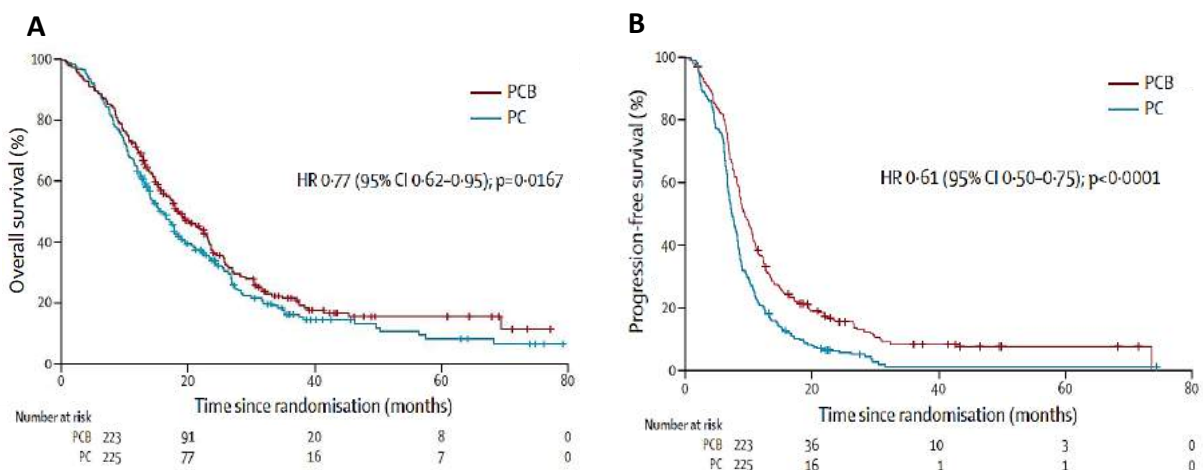 A
100
80
60
40
20
0
Overall survival (%)
PCB
PC
HR 0·77 (95% CI 0·62–0·95); p=0·0167
0 20 40 60 80
Time since randomisation (months)
Number at risk
PCB 223 91 20 8 0
PC 225 77 16 7 0
B
100
80
60
40
20
0
Progression-free survival (%)
PCB
PC
HR 0·61 (95% CI 0·50–0·75); p<0·0001
0 20 40 60 80
Time since randomisation (months)
Number at risk
PCB 223 36 10 3 0
PC 225 16 1 1 0